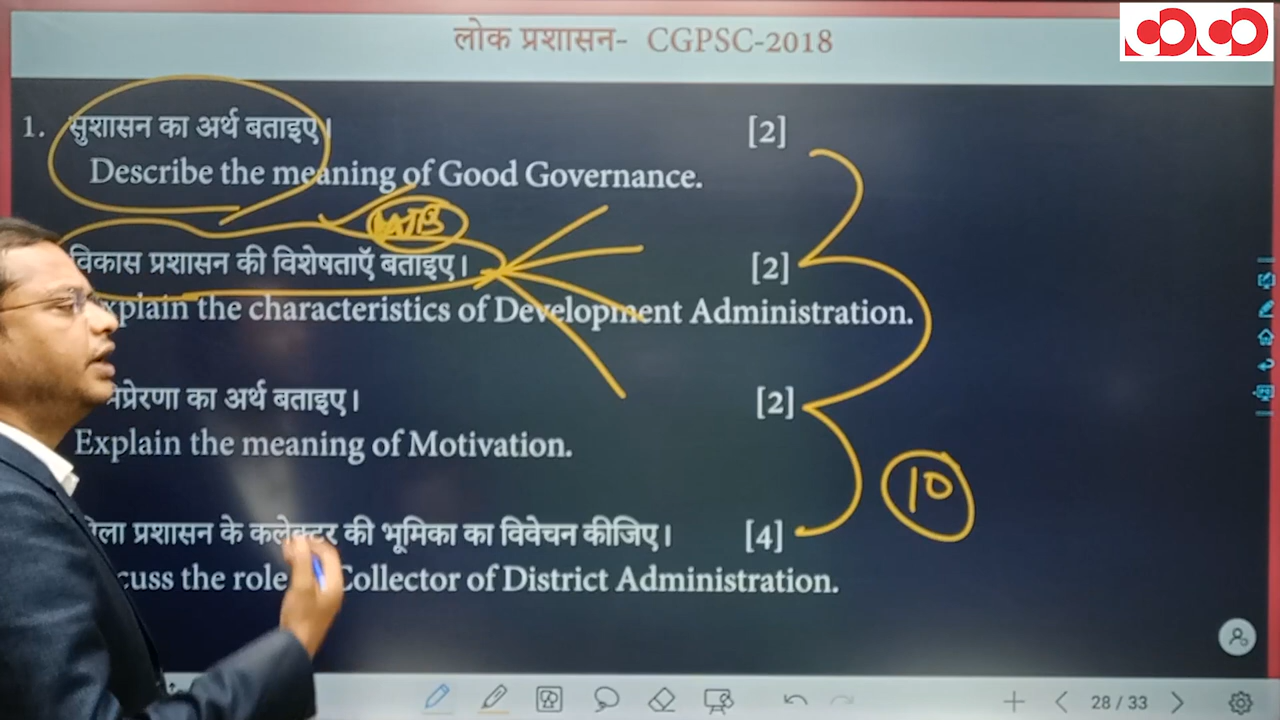 लोक प्रशासन- CGPSC-2018
1. सुशासन का अर्थ बताइए। [2]
Describe the meaning of Good Governance.
विकास प्रशासन की विशेषताएँ बताइए। [2]
xplain the characteristics of Development Administration.
का अर्थ बताइए। [2]
Explain the meaning of Motivation.
प्रशासन के कलेक्टर की भूमिका का विवेचन कीजिए। [4]
cuss the role Collector of District Administration.
10
28 / 33